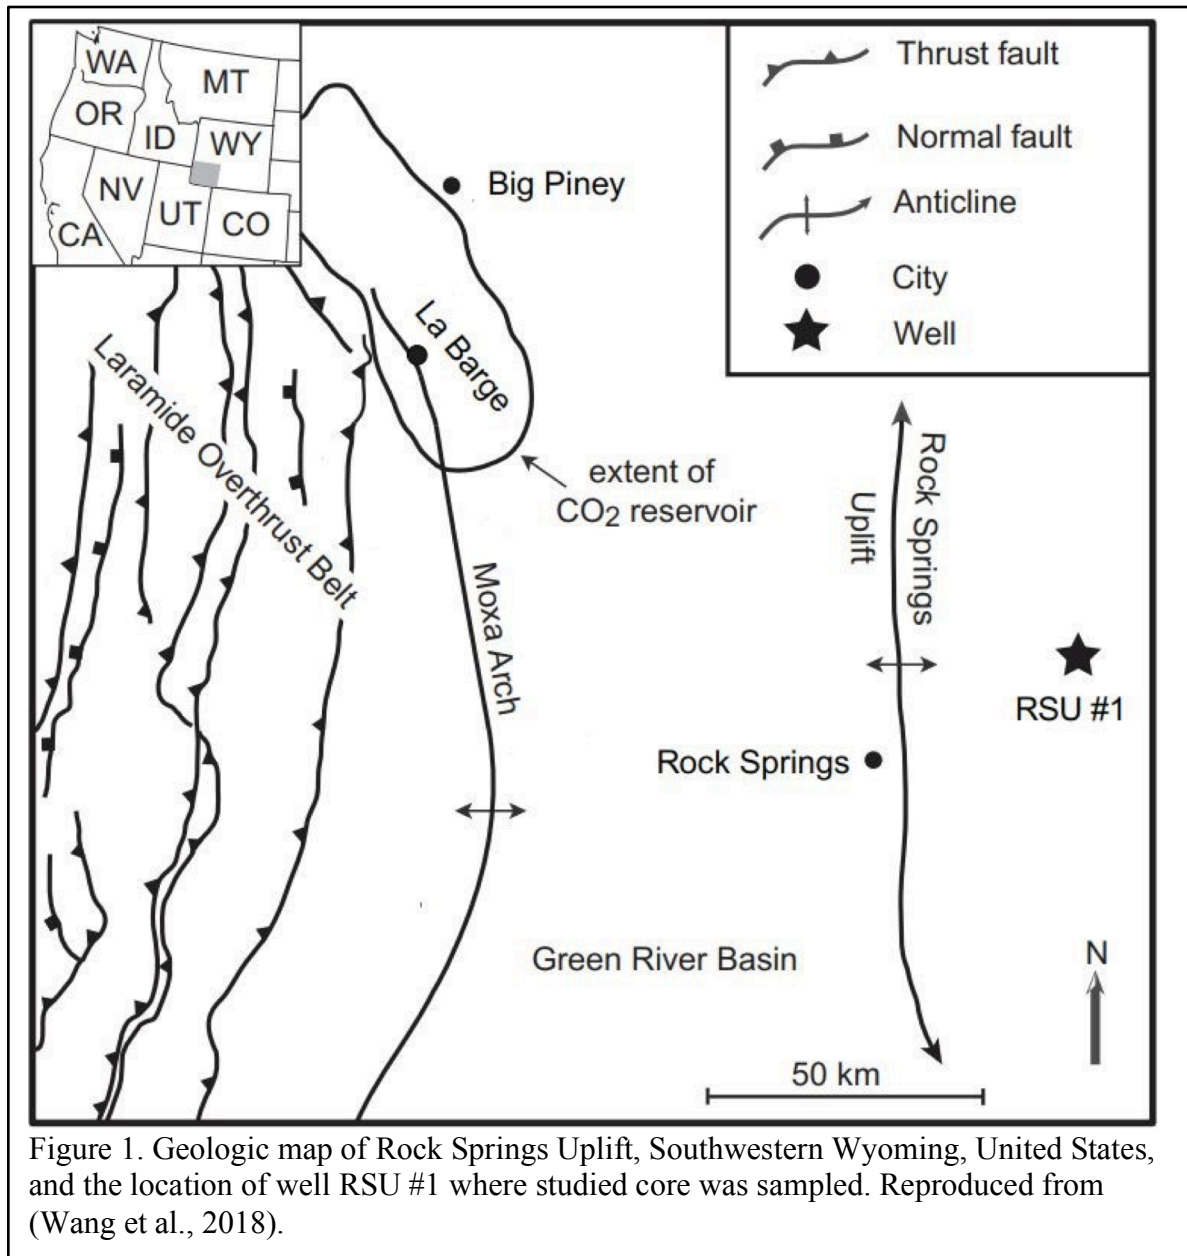 WA
MT
OR
ID
WY
NV
UT
CO
CA
Thrust fault
Normal fault
Anticline
City
Well
Big Piney
La Barge
Laramide Overthrust Belt
extent of
CO2 reservoir
Moxa Arch
Rock Springs
Uplift
RSU #1
Rock Springs
Green River Basin
N
50 km
Figure 1. Geologic map of Rock Springs Uplift, Southwestern Wyoming, United States,
and the location of well RSU #1 where studied core was sampled. Reproduced from
(Wang et al., 2018).